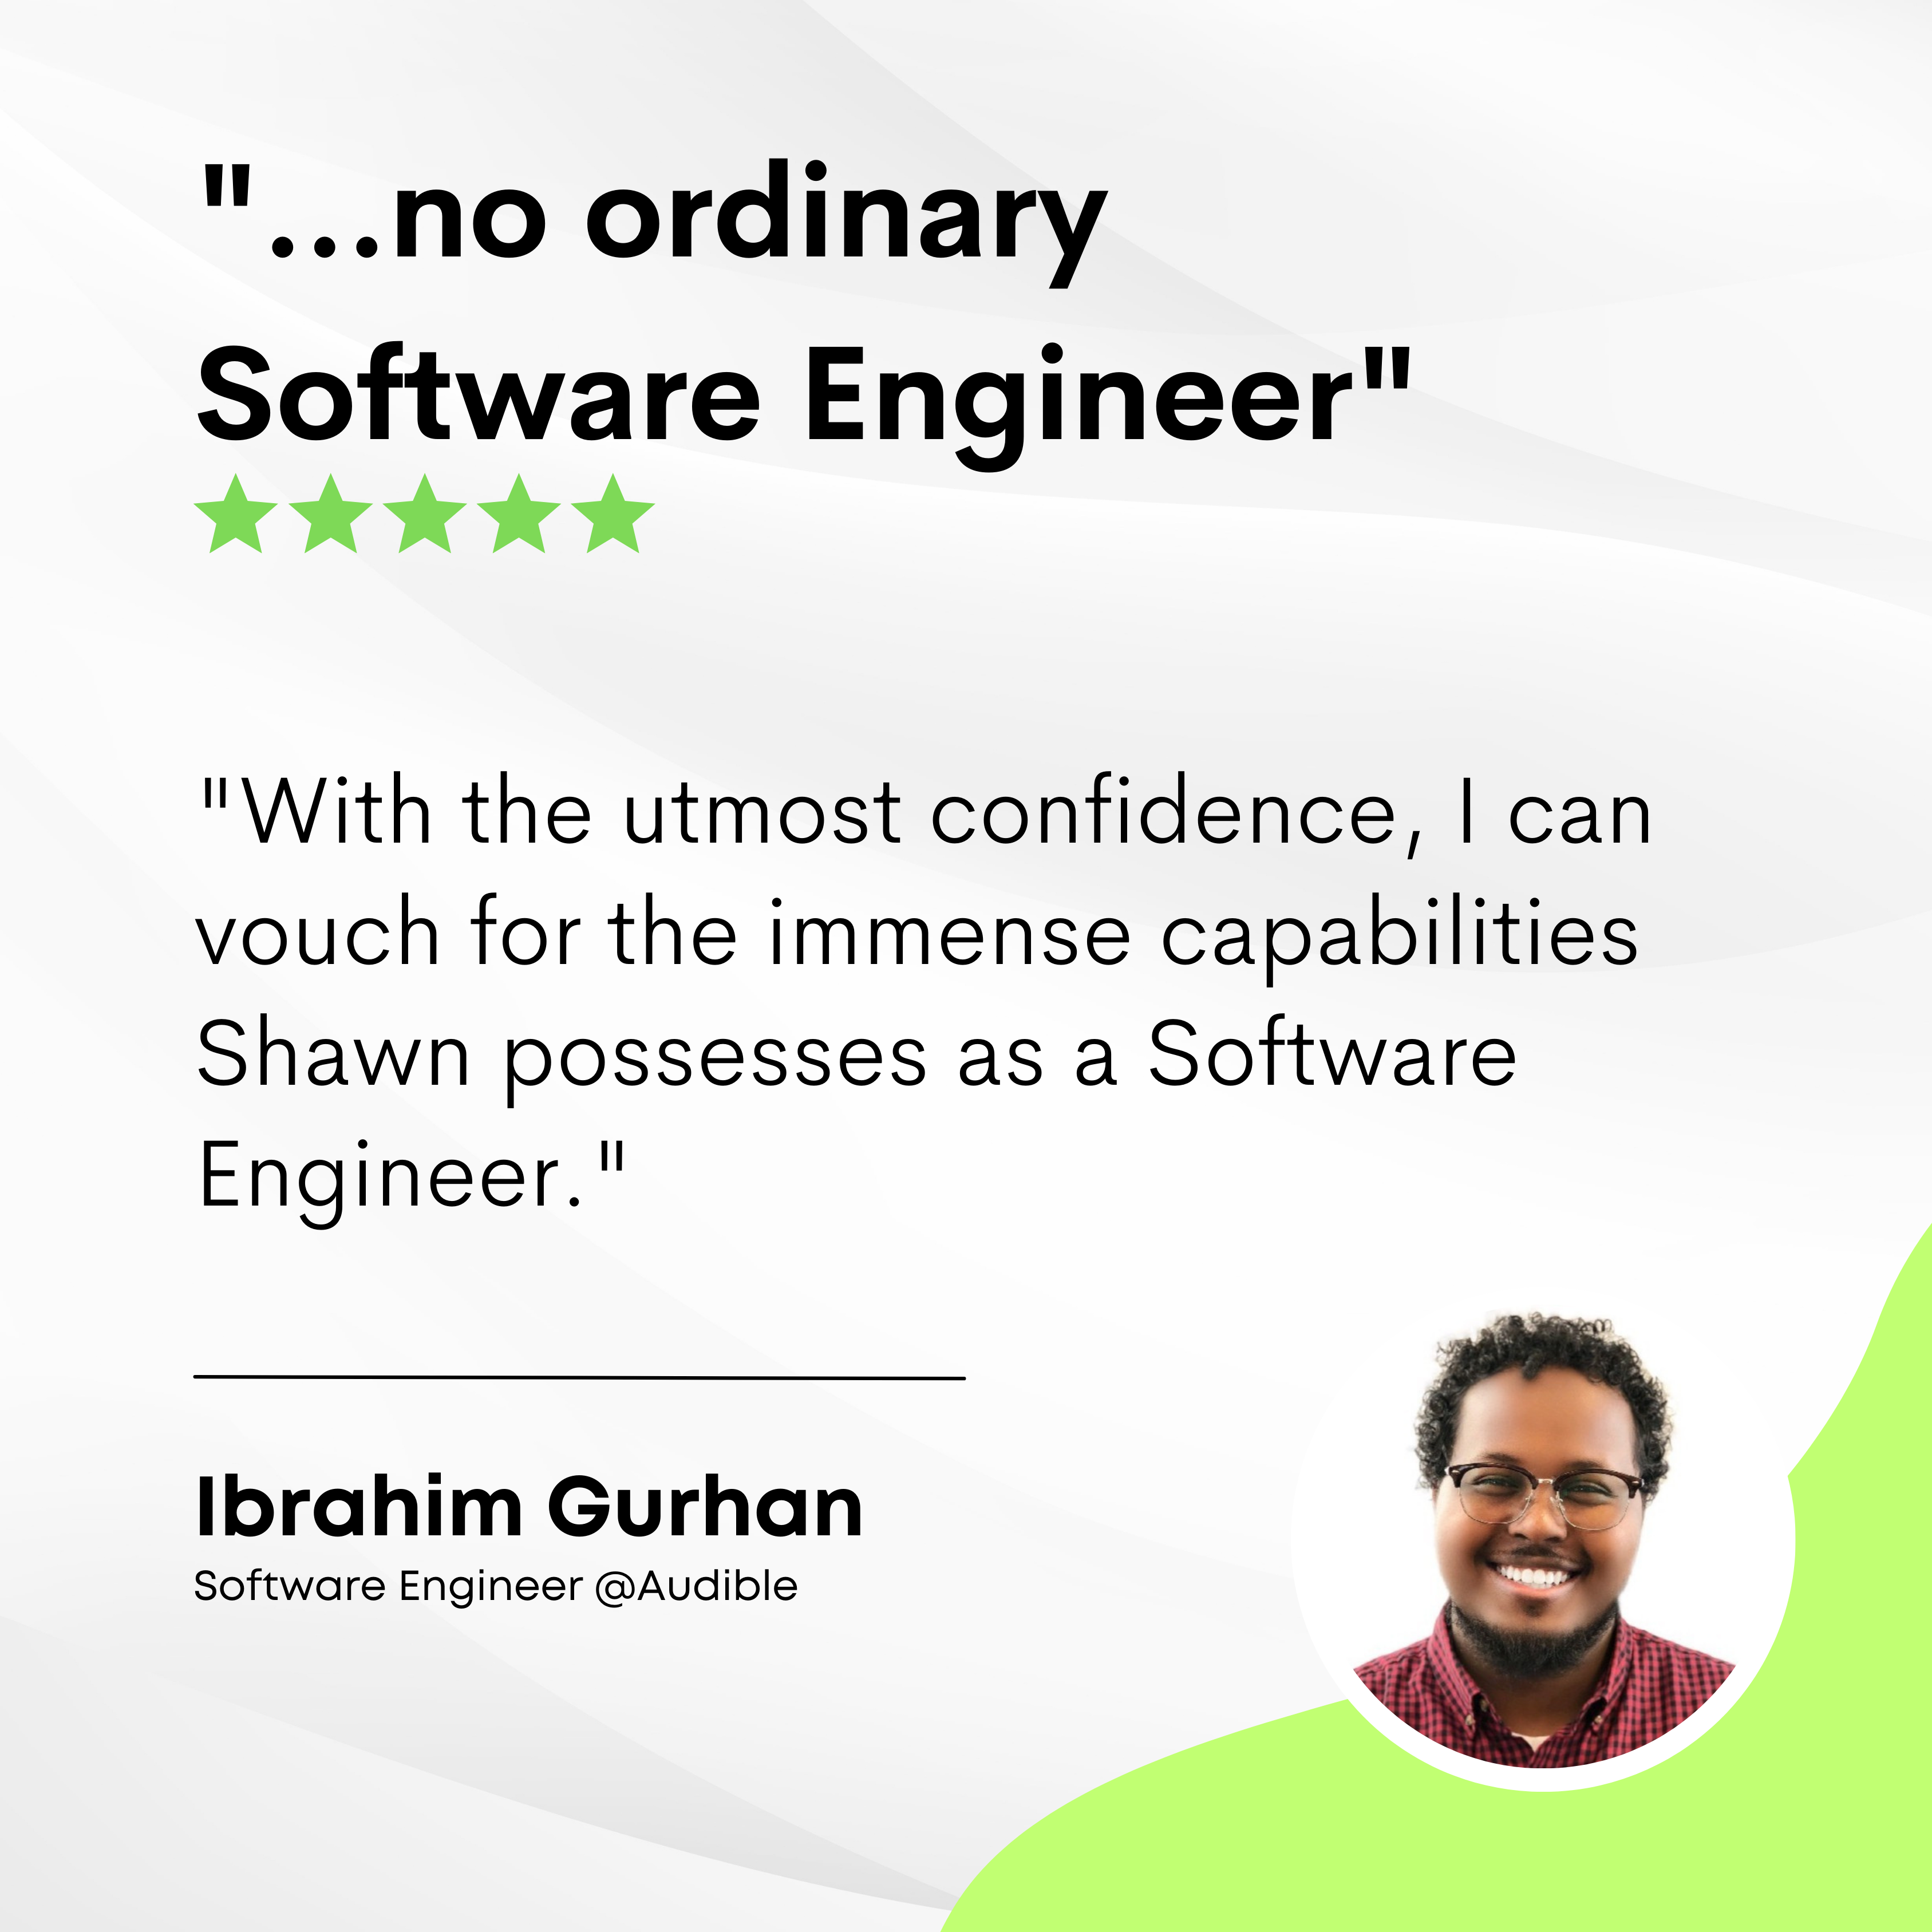 "...no ordinary
Software Engineer"
"With the utmost confidence, I can
vouch for the immense capabilities
Shawn possesses as a Software
Engineer."
Ibrahim Gurhan
Software Engineer @Audible